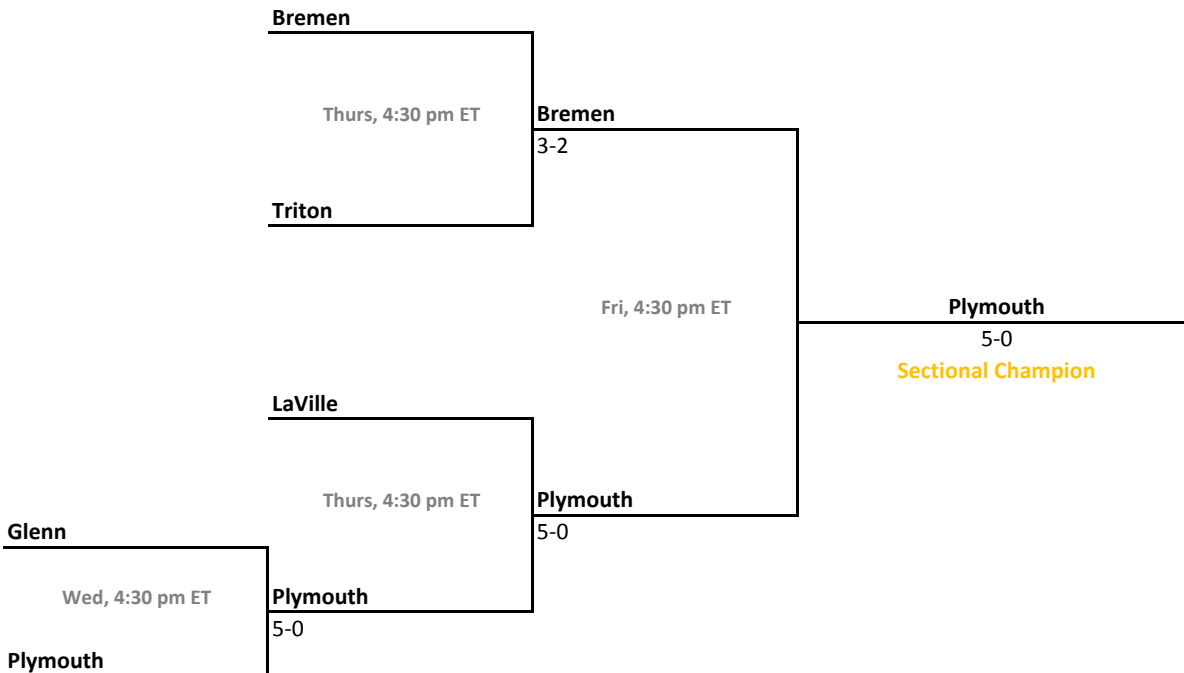 Bremen
Thurs, 4:30 pm ET
Bremen
3-2
Triton
Fri, 4:30 pm ET
Plymouth
5-0
Sectional Champion
LaVille
Thurs, 4:30 pm ET
Plymouth
5-0
Glenn
Wed, 4:30 pm ET
Plymouth
5-0
Plymouth